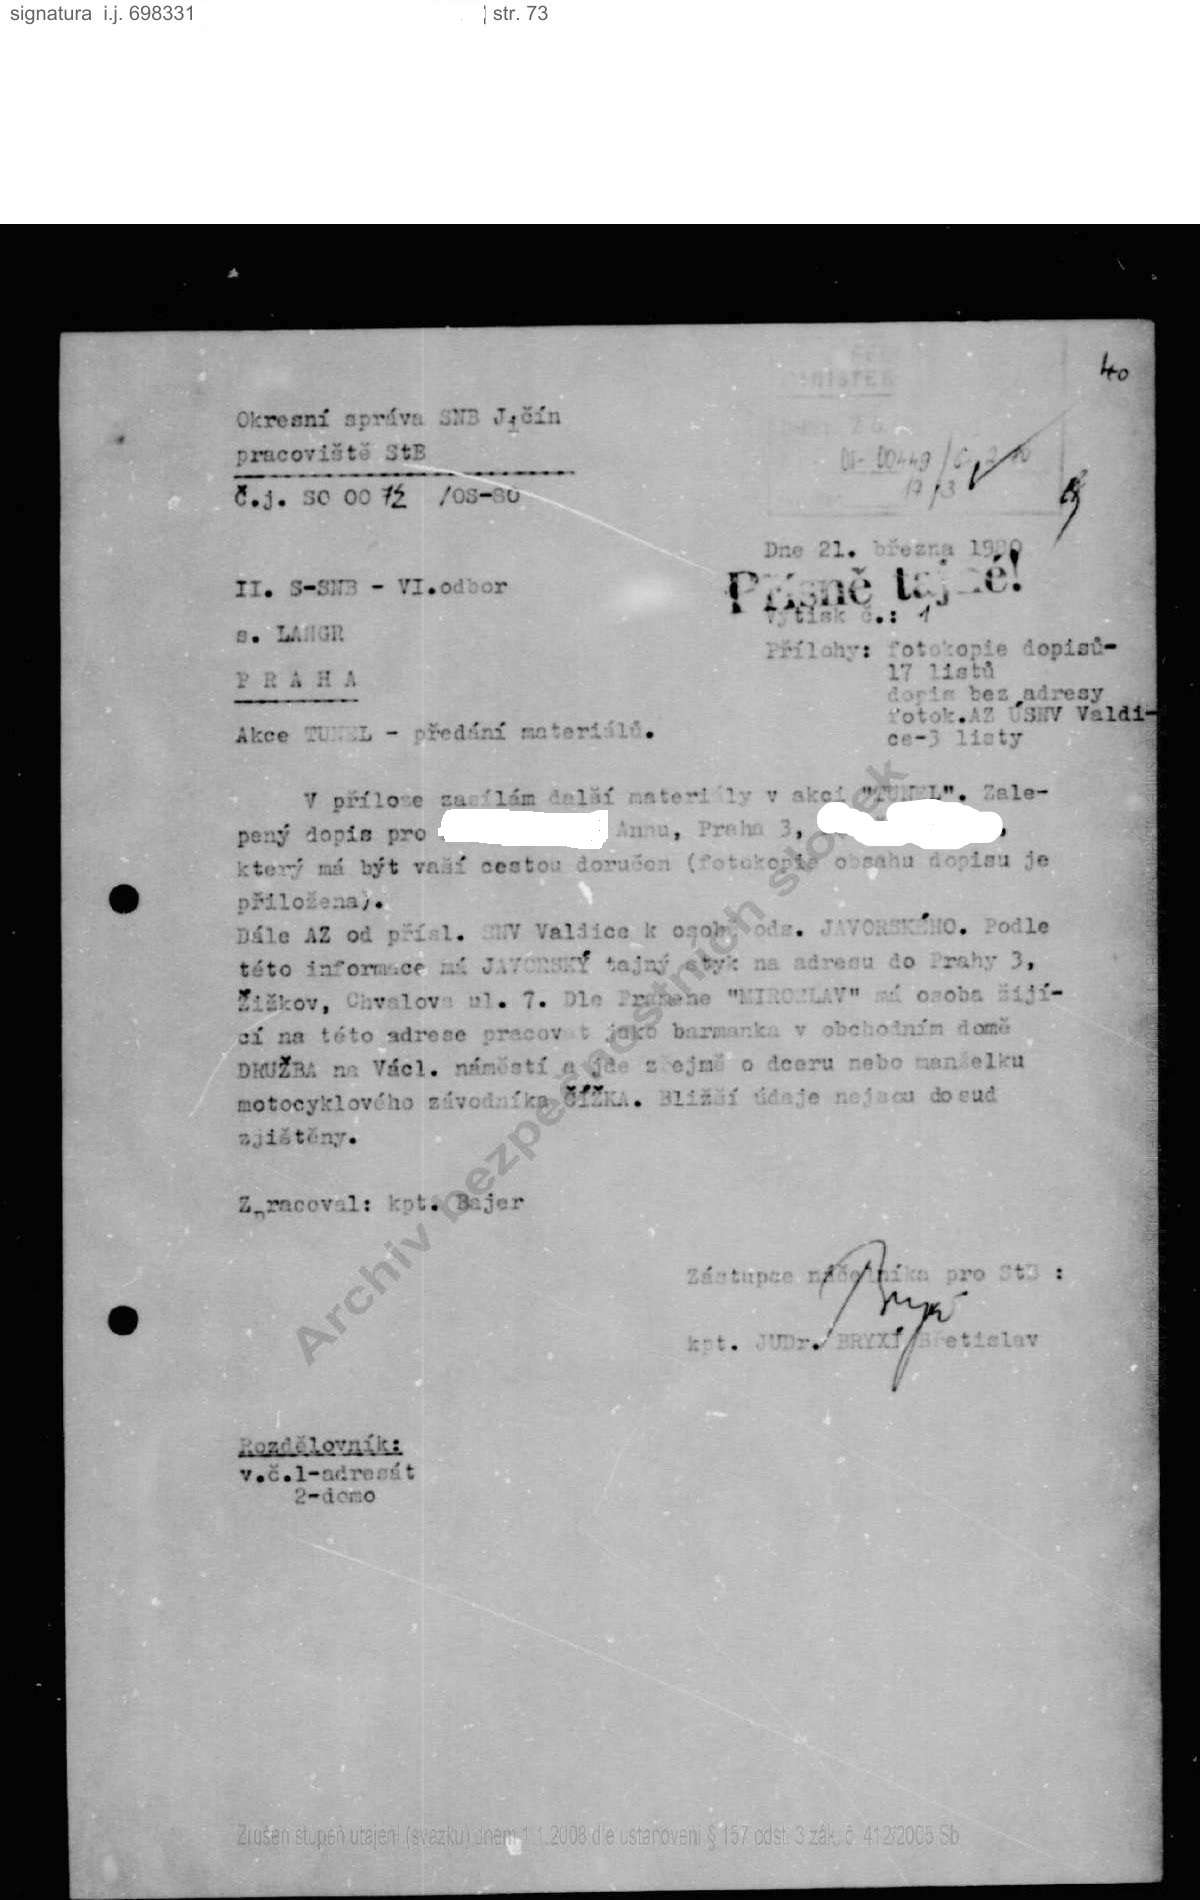 signatura i.j. 698331 str. 73
40
MINISTER
Okresní správa SNB Jičín
pracoviště StB
Č.j. SO 00 72 /OS-80
Dne 21. března 1980
Přísně tajné!
II. S-SNB - VI.odbor
výtisk č.: 1
s. LANGR
Přílohy: fotokopie dopisů-
17 listů
P R A H A
dopis bez adresy
fotok.AZ ÚSNV Valdi-
ce-3 listy
Akce TUNEL - předání materiálů.
V příloze zasílám další materiály v akci "TUNEL". Zale-
pený dopis pro Annu, Praha 3, ,
který má být vaší cestou doručen (fotokopie obsahu dopisu je
přiložena).
Dále AZ od přísl. SNV Valdice k osobě ods. JAVORSKÉHO. Podle
této informace má JAVORSKÝ tajný styk na adresu do Prahy 3,
Žižkov, Chvalova ul. 7. Dle "MIROSLAV" má osoba žijí-
cí na této adrese pracovat jako barmanka v obchodním domě
DRUŽBA na Václ. náměstí a jde zřejmě o dceru nebo manželku
motocyklového závodníka ČÍŽKA. Bližší údaje nejsou dosud
zjištěny.
Zpracoval: kpt. Bajer
Zástupce náčelníka pro StB :
kpt. JUDr. BRYXÍ Břetislav
Rozdělovník:
v.č.1-adresát
2-domo
Archiv bezpečnostních složek
Zrušen stupeň utajení (svazku) dnem 1.1.2008 dle ustanovení § 157 odst. 3 zák. č. 412/2005 Sb